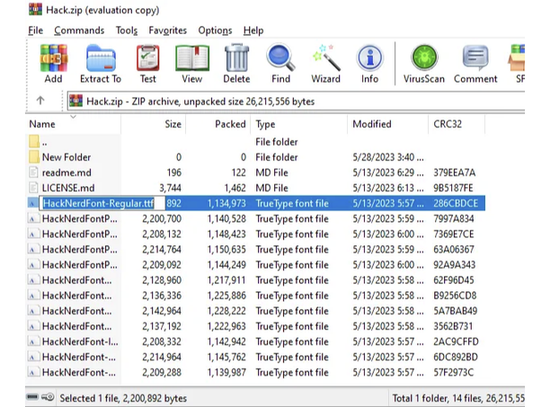 Hack.zip (evaluation copy)
File Commands Tools Favorites Options Help
Add Extract To Test View Delete Find Wizard Info VirusScan Comment SF
Hack.zip - ZIP archive, unpacked size 26,215,556 bytes
Name Size Packed Type Modified CRC32
.. File folder
New Folder 0 0 File folder 5/28/2023 3:40 ...
readme.md 196 122 MD File 5/13/2023 6:29 ... 379EEA7A
LICENSE.md 3,744 1,462 MD File 5/13/2023 6:13 ... 9B5187FE
HackNerdFont-Regular.ttf 892 1,134,973 TrueType font file 5/13/2023 5:57 ... 286CBDCE
HackNerdFontP... 2,200,700 1,140,528 TrueType font file 5/13/2023 5:59 ... 7997A834
HackNerdFontP... 2,208,132 1,148,423 TrueType font file 5/13/2023 6:00 ... 7369E7CE
HackNerdFontP... 2,214,764 1,150,635 TrueType font file 5/13/2023 5:59 ... 63A06367
HackNerdFontP... 2,209,092 1,144,249 TrueType font file 5/13/2023 6:00 ... 92A9A343
HackNerdFont... 2,128,960 1,217,911 TrueType font file 5/13/2023 5:58 ... 62F96D45
HackNerdFont... 2,136,336 1,225,886 TrueType font file 5/13/2023 5:58 ... B9256CD8
HackNerdFont... 2,142,964 1,228,222 TrueType font file 5/13/2023 5:58 ... 5A7BAB49
HackNerdFont... 2,137,192 1,222,963 TrueType font file 5/13/2023 5:58 ... 3562B731
HackNerdFont-I... 2,208,332 1,142,942 TrueType font file 5/13/2023 5:57 ... 2AC9CFFD
HackNerdFont-... 2,214,964 1,145,762 TrueType font file 5/13/2023 5:57 ... 6DC892BD
HackNerdFont-... 2,209,288 1,139,987 TrueType font file 5/13/2023 5:57 ... 57F2973C
Selected 1 file, 2,200,892 bytes Total 1 folder, 14 files, 26,215,55